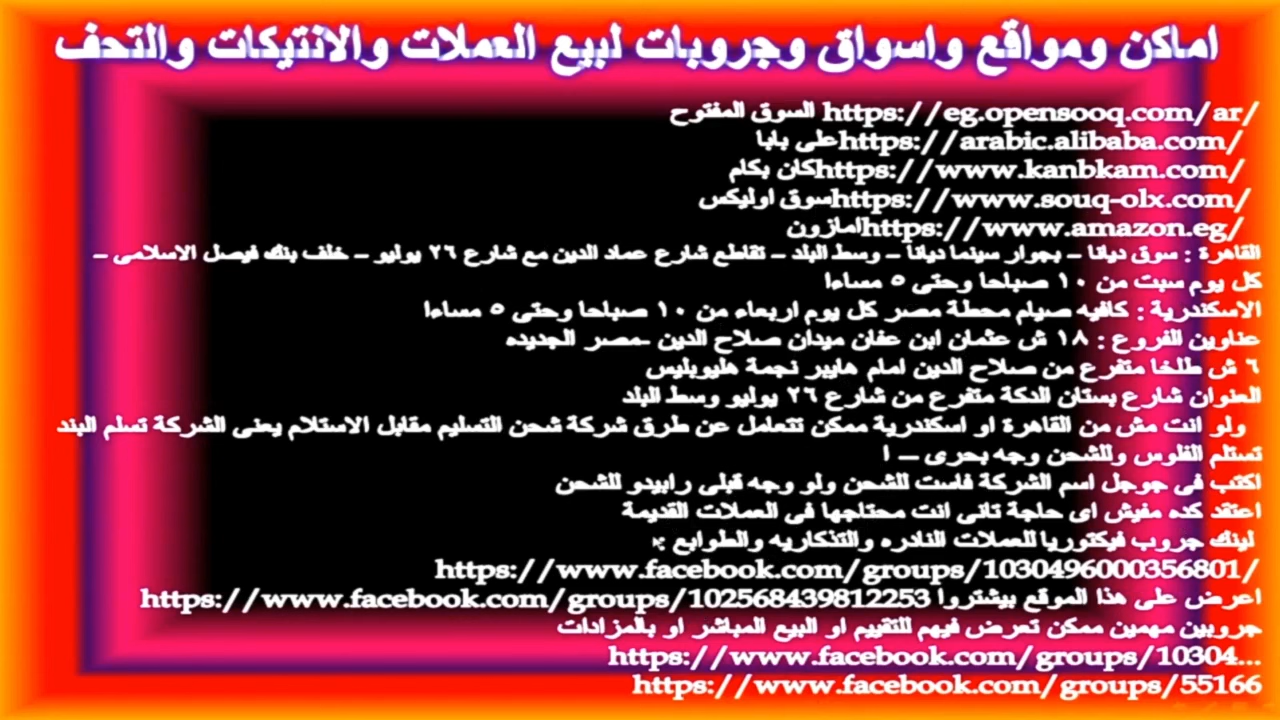 اماكن ومواقع واسواق وجروبات لبيع العملات والانتيكات والتحف
https://eg.opensooq.com/ar/ السوق المفتوح
https://arabic.alibaba.com/على بابا
https://www.kanbkam.com/كان بكام
https://www.souq-olx.com/سوق اوليكس
https://www.amazon.eg/امازون
القاهرة : سوق ديانا – بجوار سينما ديانا – وسط البلد – تقاطع شارع عماد الدين مع شارع ٢٦ يوليو – خلف بنك فيصل الاسلامى –
كل يوم سبت من ١٠ صباحا وحتى ٥ مساءا
الاسكندرية : كافيه صيام محطة مصر كل يوم اربعاء من ١٠ صباحا وحتى ٥ مساءا
عناوين الفروع : ١٨ ش عثمان ابن عفان ميدان صلاح الدين -مصر الجديده
٦ ش طلخا متفرع من صلاح الدين امام هايبر نجمة هليوبليس
العنوان شارع بستان الدكة متفرع من شارع ٢٦ يوليو وسط البلد
ولو انت مش من القاهرة او اسكندرية ممكن تتعامل عن طرق شركة شحن التسليم مقابل الاستلام يعنى الشركة تسلم البند
تستلم الفلوس وللشحن وجه بحرى – ا
اكتب فى جوجل اسم الشركة فاست للشحن ولو وجه قبلى رابيدو للشحن
اعتقد كده مفيش اى حاجة تانى انت محتاجها فى العملات القديمة
لينك جروب فيكتوريا للعملات النادره والتذكاريه والطوابع :
https://www.facebook.com/groups/1030496000356801/
اعرض على هذا الموقع بيشتروا https://www.facebook.com/groups/102568439812253
جروبين مهمين ممكن تعرض فيهم للتقييم او البيع المباشر او بالمزادات
https://www.facebook.com/groups/10304...
https://www.facebook.com/groups/55166